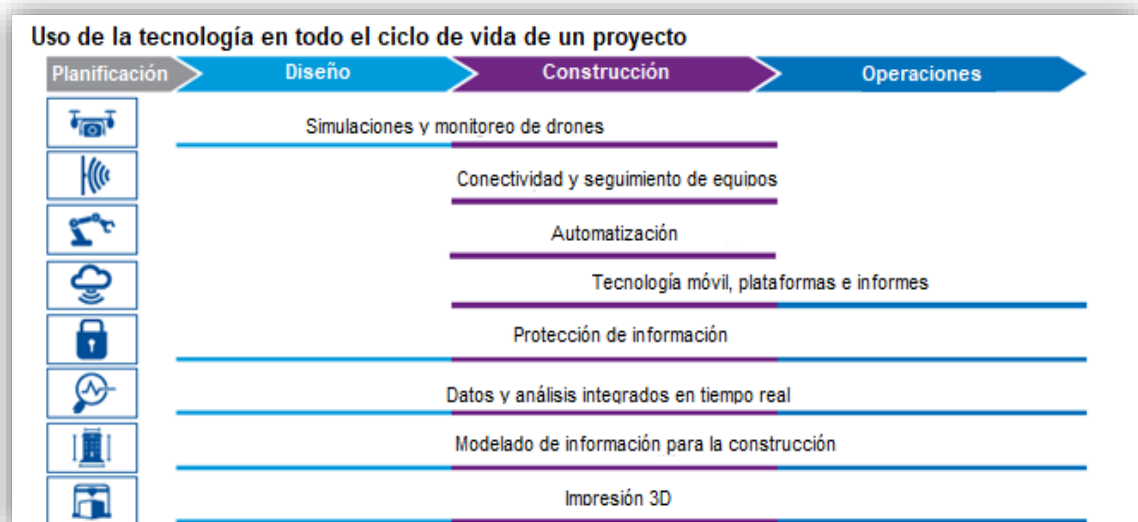 Uso de la tecnología en todo el ciclo de vida de un proyecto
Planificación
Diseño
Construcción
Operaciones
Simulaciones y monitoreo de drones
Conectividad y seguimiento de equipos
Automatización
Tecnología móvil, plataformas e informes
Protección de información
Datos y análisis integrados en tiempo real
Modelado de información para la construcción
Impresión 3D